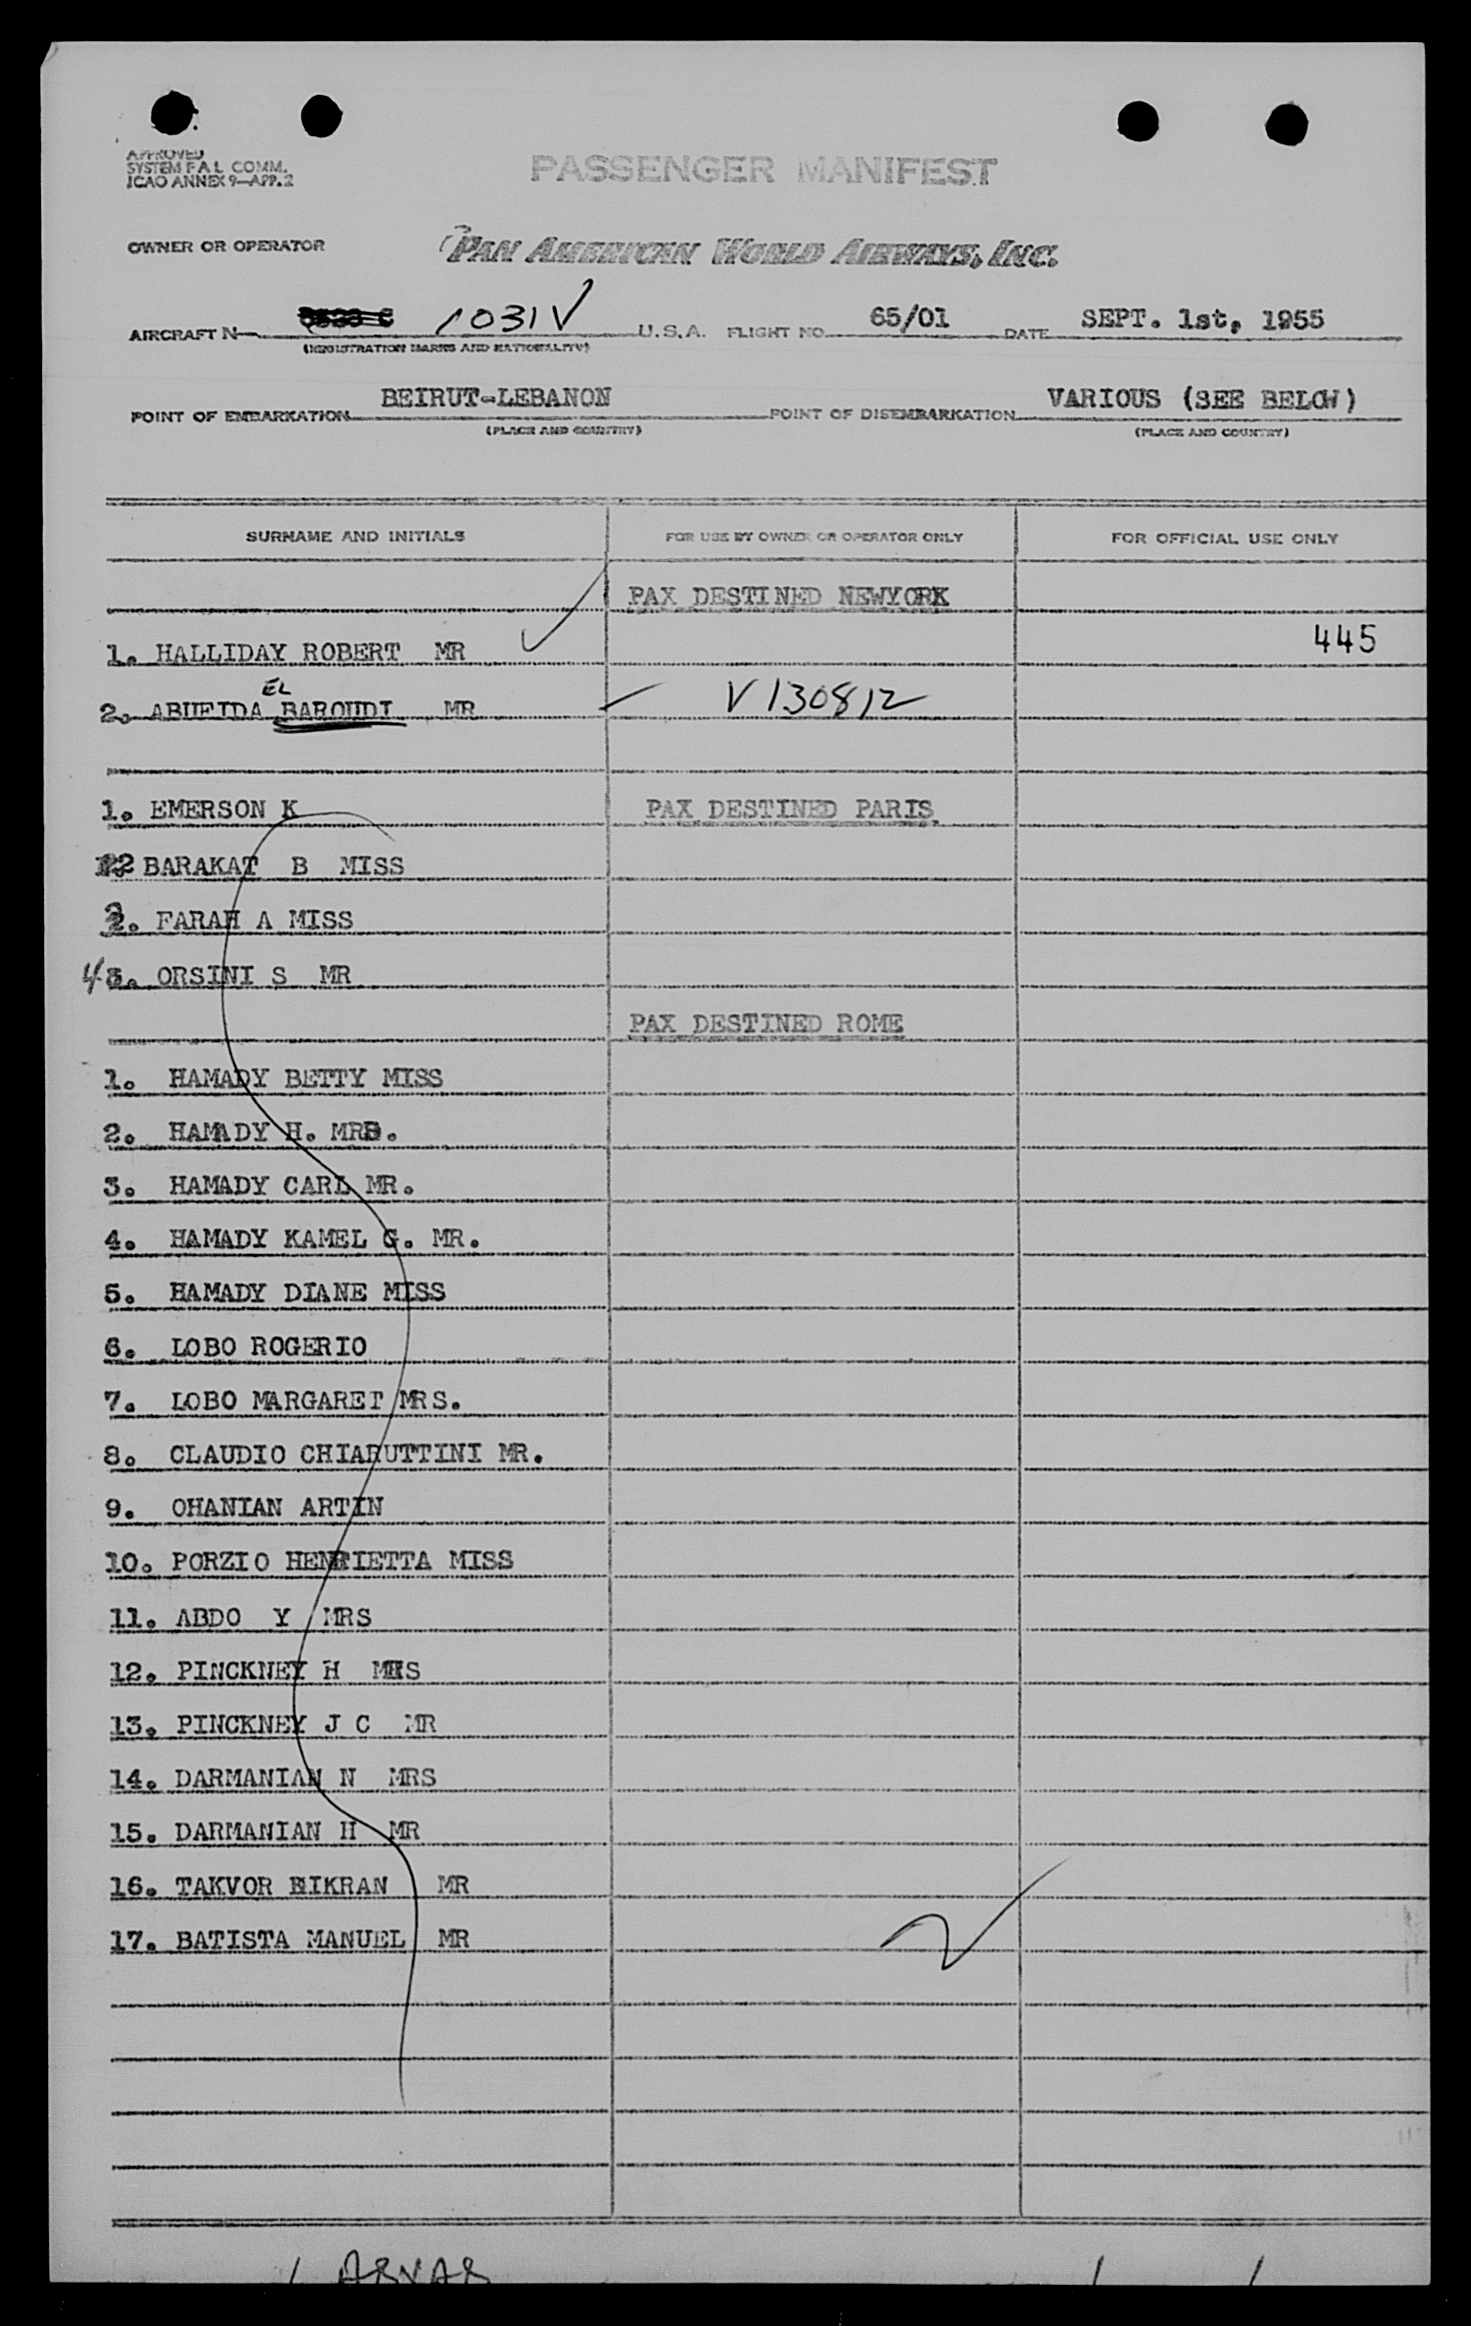 APPROVED
SYSTEM F A L COMM.
ICAO ANNEX 9—APP. 2
PASSENGER MANIFEST
OWNER OR OPERATOR PAN AMERICAN WORLD AIRWAYS, INC.
AIRCRAFT N 1031V U.S.A. FLIGHT NO. 65/01 DATE SEPT. 1st, 1955
(REGISTRATION MARKS AND NATIONALITY)
POINT OF EMBARKATION BEIRUT-LEBANON POINT OF DISEMBARKATION VARIOUS (SEE BELOW)
(PLACE AND COUNTRY) (PLACE AND COUNTRY)
SURNAME AND INITIALS FOR USE BY OWNER OR OPERATOR ONLY FOR OFFICIAL USE ONLY
PAX DESTINED NEWYORK
1. HALLIDAY ROBERT MR 445
EL
2. ABUEIDA BAROUDI MR V130812
1. EMERSON K PAX DESTINED PARIS
2 BARAKAT B MISS
3. FARAH A MISS
4 3. ORSINI S MR
PAX DESTINED ROME
1. HAMADY BETTY MISS
2. HAMADY H. MRS.
3. HAMADY CARL MR.
4. HAMADY KAMEL G. MR.
5. HAMADY DIANE MISS
6. LOBO ROGERIO
7. LOBO MARGARET MRS.
8. CLAUDIO CHIARUTTINI MR.
9. OHANIAN ARTIN
10. PORZIO HENRIETTA MISS
11. ABDO Y MRS
12. PINCKNEY H MRS
13. PINCKNEY J C MR
14. DARMANIAN N MRS
15. DARMANIAN H MR
16. TAKVOR DIKRAN MR
17. BATISTA MANUEL MR